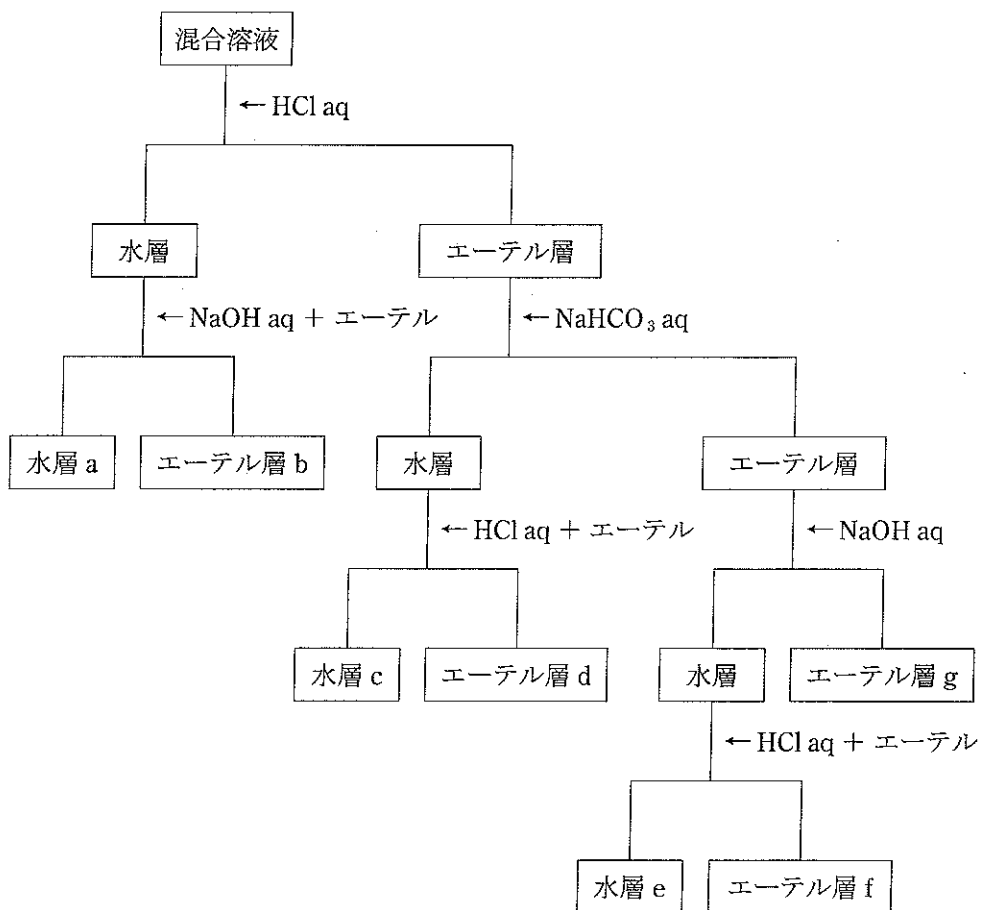 混合溶液
← HCl aq
水層
エーテル層
← NaOH aq + エーテル
← NaHCO₃ aq
水層 a
エーテル層 b
水層
エーテル層
← HCl aq + エーテル
← NaOH aq
水層 c
エーテル層 d
水層
エーテル層 g
← HCl aq + エーテル
水層 e
エーテル層 f